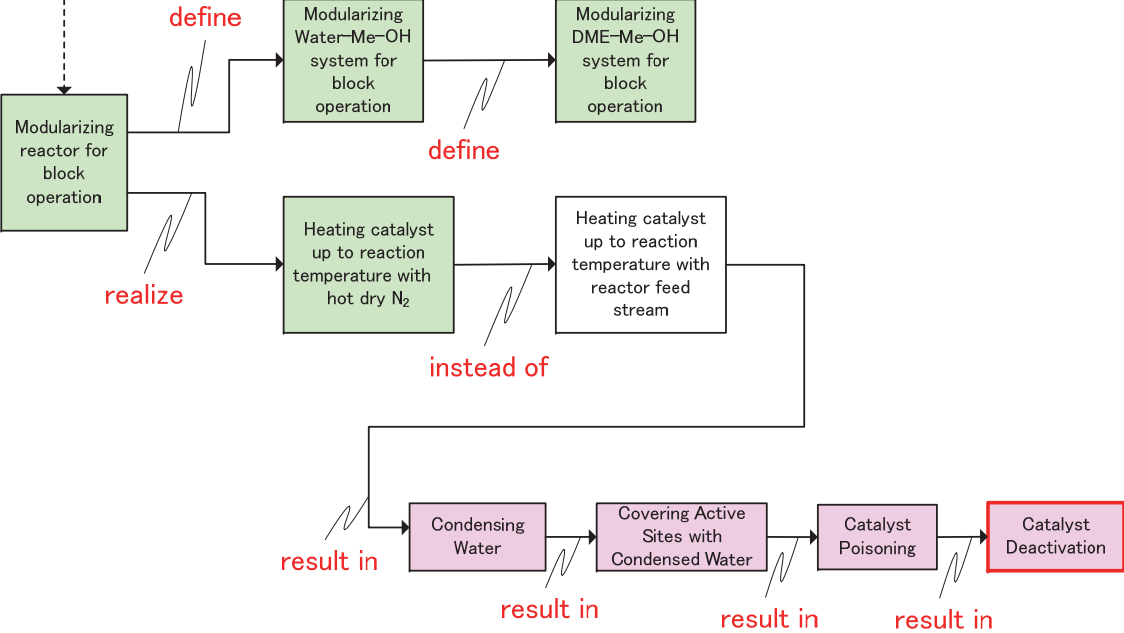 define
Modularizing
Water-Me-OH
system for
block
operation
Modularizing
DME-Me-OH
system for
block
operation
define
Modularizing
reactor for
block
operation
realize
Heating catalyst
up to reaction
temperature with
hot dry N₂
Heating catalyst
up to reaction
temperature with
reactor feed
stream
instead of
result in
Condensing
Water
result in
Covering Active
Sites with
Condensed Water
result in
Catalyst
Poisoning
result in
Catalyst
Deactivation